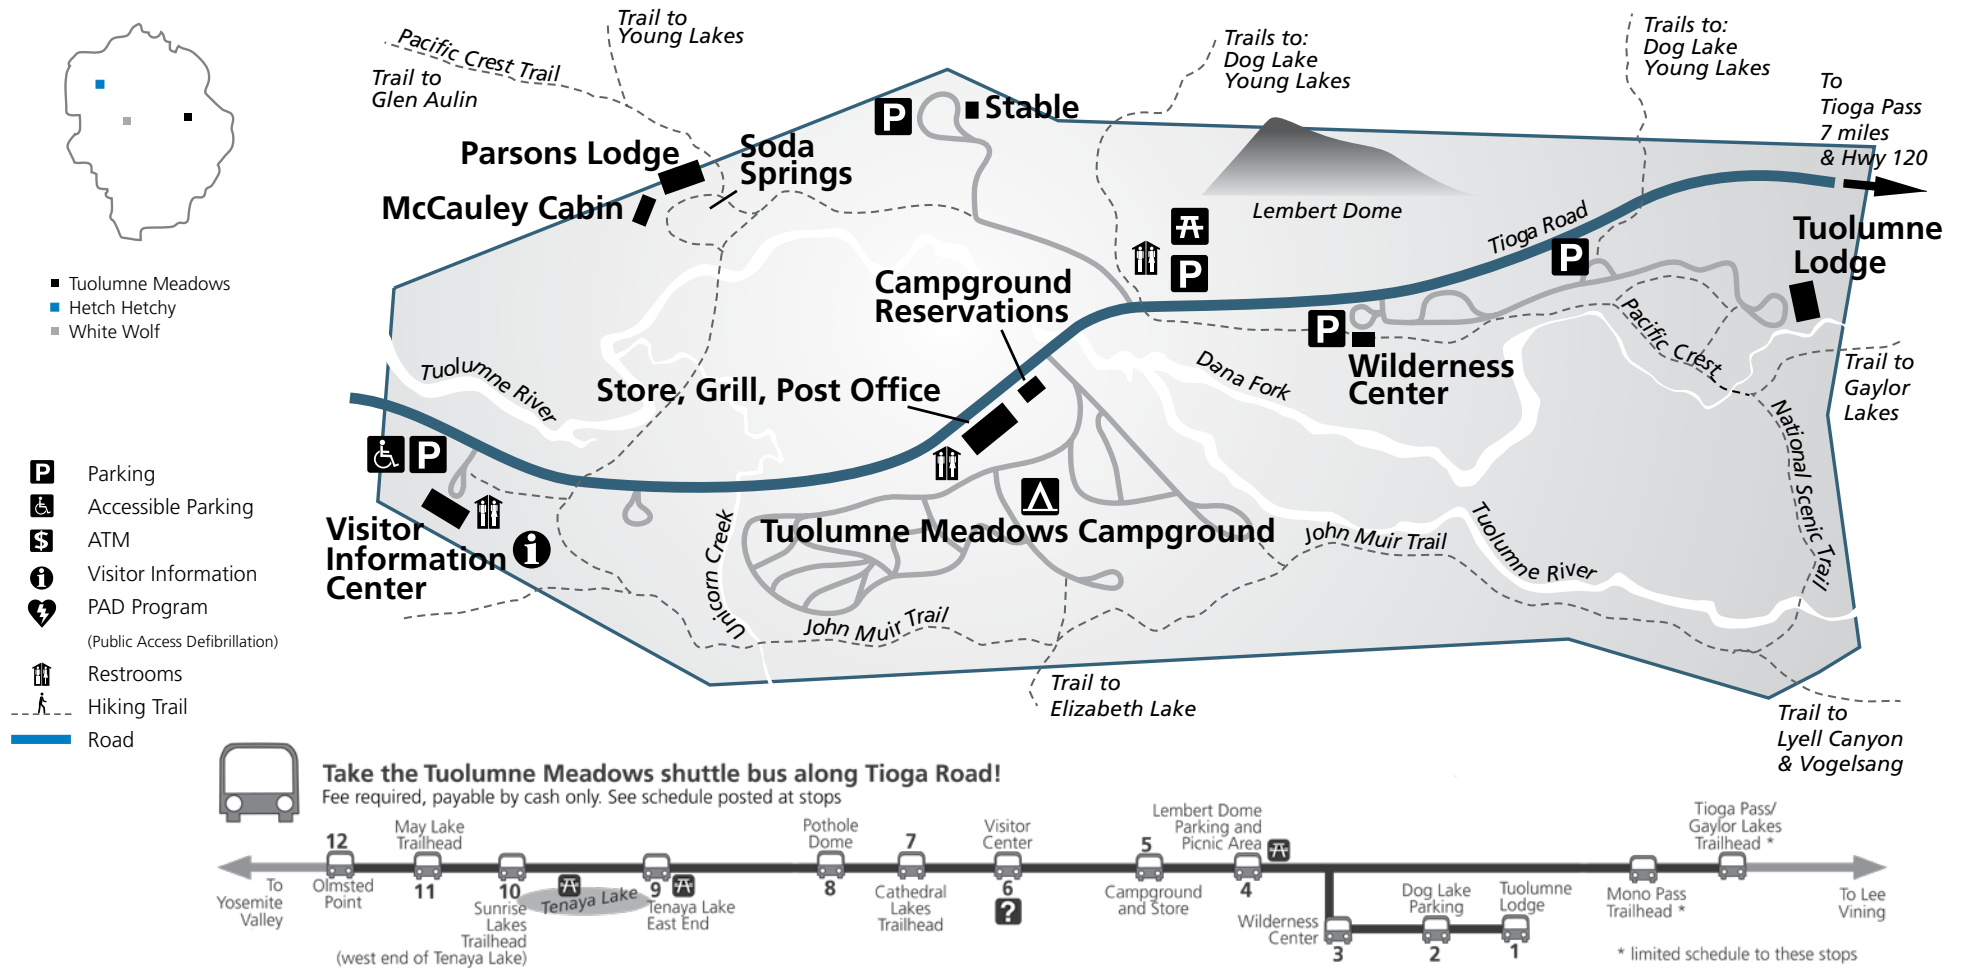 Tuolumne Meadows
Hetch Hetchy
White Wolf
P
Parking
Accessible Parking
$
ATM
i
Visitor Information
PAD Program
(Public Access Defibrillation)
Restrooms
Hiking Trail
Road
Pacific Crest Trail
Trail to
Glen Aulin
Trail to
Young Lakes
Trails to:
Dog Lake
Young Lakes
Trails to:
Dog Lake
Young Lakes
To
Tioga Pass
7 miles
& Hwy 120
P
Stable
Parsons Lodge
Soda
Springs
McCauley Cabin
Lembert Dome
Tioga Road
P
P
Tuolumne
Lodge
Campground
Reservations
P
Wilderness
Center
Pacific Crest
National Scenic Trail
Trail to
Gaylor
Lakes
Tuolumne River
Dana Fork
Store, Grill, Post Office
P
Visitor
Information
Center
i
Tuolumne Meadows Campground
Unicorn Creek
John Muir Trail
John Muir Trail
Tuolumne River
Trail to
Elizabeth Lake
Trail to
Lyell Canyon
& Vogelsang
Take the Tuolumne Meadows shuttle bus along Tioga Road!
Fee required, payable by cash only. See schedule posted at stops
To
Yosemite
Valley
12
Olmsted
Point
May Lake
Trailhead
11
10
Sunrise
Lakes
Trailhead
(west end of Tenaya Lake)
Tenaya Lake
9
Tenaya Lake
East End
Pothole
Dome
8
7
Cathedral
Lakes
Trailhead
Visitor
Center
6
?
5
Campground
and Store
Lembert Dome
Parking and
Picnic Area
4
Wilderness
Center
3
Dog Lake
Parking
2
Tuolumne
Lodge
1
Mono Pass
Trailhead *
Tioga Pass/
Gaylor Lakes
Trailhead *
To Lee
Vining
* limited schedule to these stops